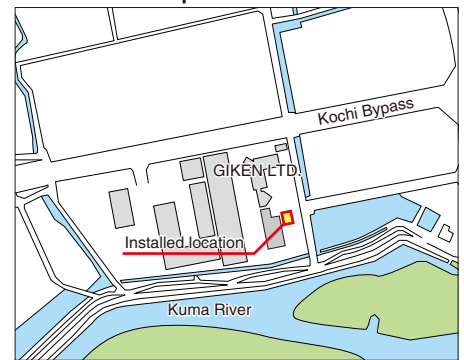 Kochi Bypass
GIKEN LTD.
Installed location
Kuma River